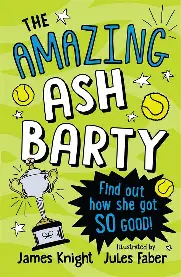 THE
AMAZING
ASH
BARTY
Find out
how she got
SO GOOD!
Illustrated by
James Knight Jules Faber